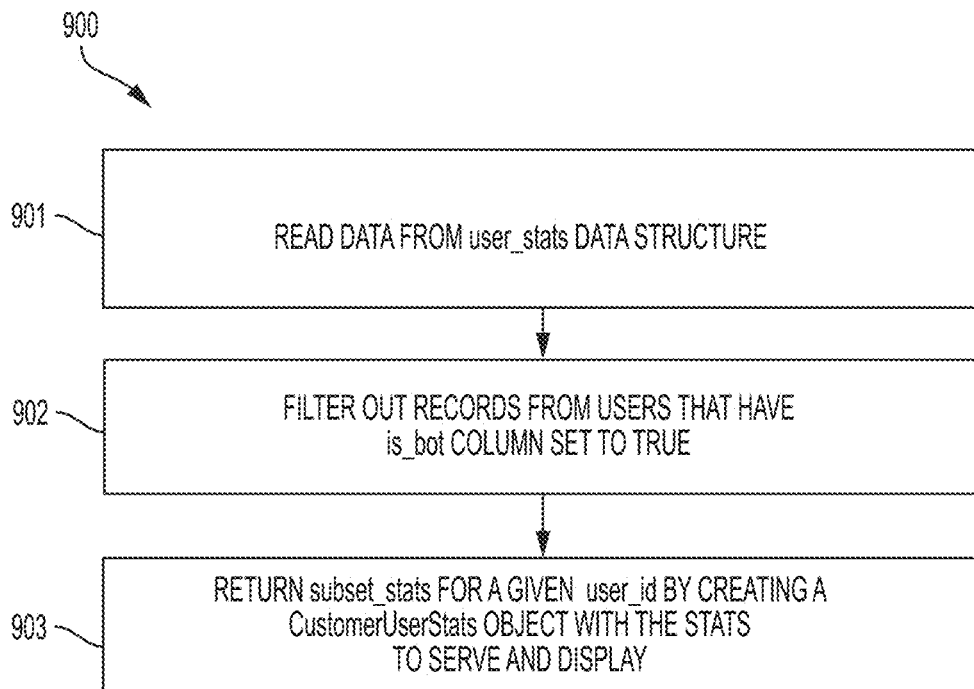 900
901
READ DATA FROM user_stats DATA STRUCTURE
902
FILTER OUT RECORDS FROM USERS THAT HAVE
is_bot COLUMN SET TO TRUE
903
RETURN subset_stats FOR A GIVEN user_id BY CREATING A
CustomerUserStats OBJECT WITH THE STATS
TO SERVE AND DISPLAY